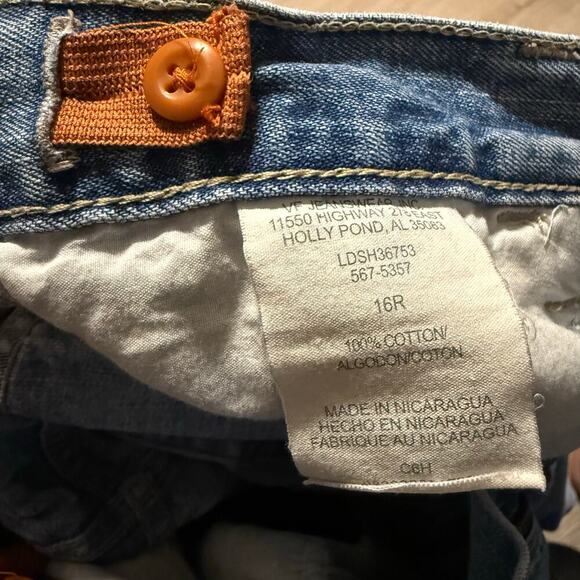 VF JEANSWEAR, INC.
11550 HIGHWAY 278 EAST
HOLLY POND, AL 35083
LDSH36753
567-5357
16R
100% COTTON/
ALGODON/COTON
MADE IN NICARAGUA
HECHO EN NICARAGUA
FABRIQUE AU NICARAGUA
C6H